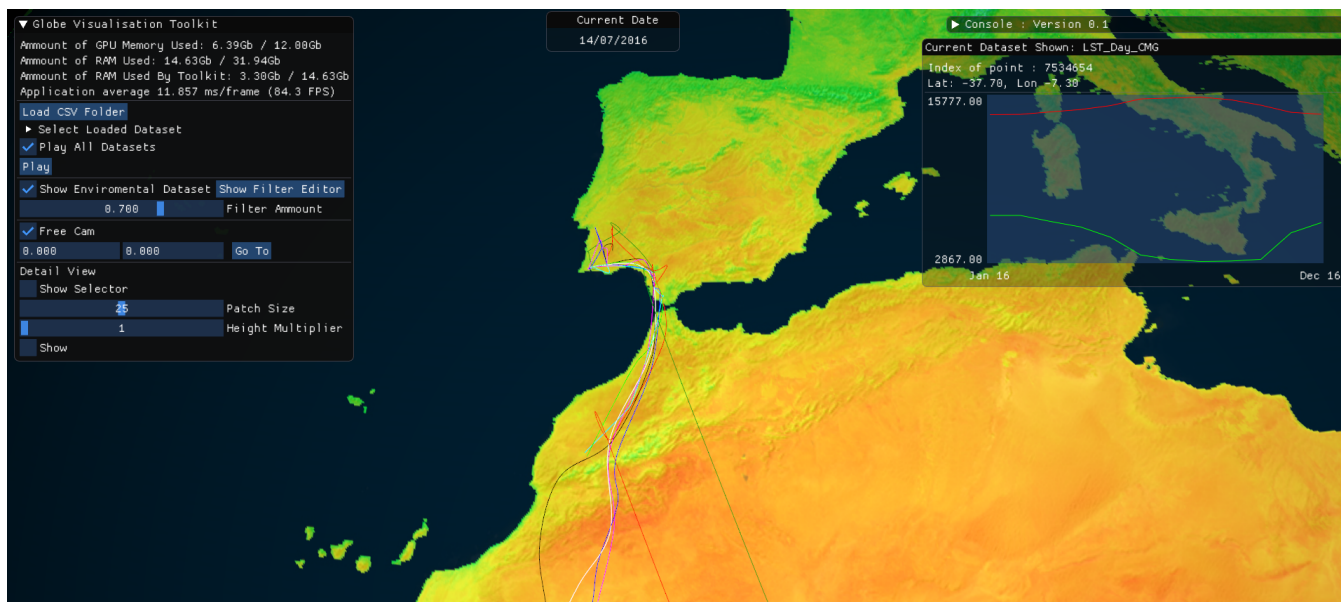 Globe Visualisation Toolkit
Ammount of GPU Memory Used: 6.39Gb / 12.00Gb
Ammount of RAM Used: 14.63Gb / 31.94Gb
Ammount of RAM Used By Toolkit: 3.30Gb / 14.63Gb
Application average 11.857 ms/frame (84.3 FPS)
Load CSV Folder
Select Loaded Dataset
Play All Datasets
Play
Show Enviromental Dataset Show Filter Editor
0.700 Filter Amount
Free Cam
0.000 0.000 Go To
Detail View
Show Selector
25 Patch Size
1 Height Multiplier
Show
Current Date
14/07/2016
Console : Version 0.1
Current Dataset Shown: LST_Day_CMG
Index of point : 7534654
Lat: -37.70, Lon -7.30
15777.00
2867.00
Jan 16 Dec 16